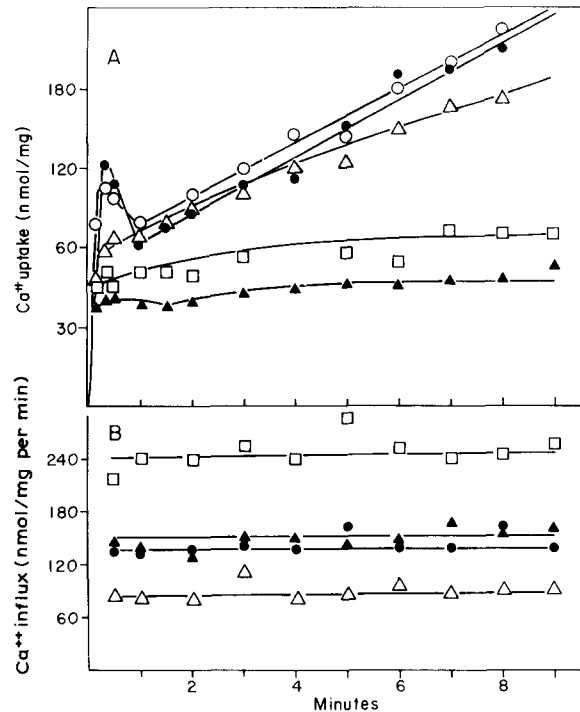 A
Ca⁺⁺ uptake (n mol/mg)
180
120
60
30
B
Ca⁺⁺ influx (nmol/mg per min)
240
180
120
60
2
4
6
8
Minutes